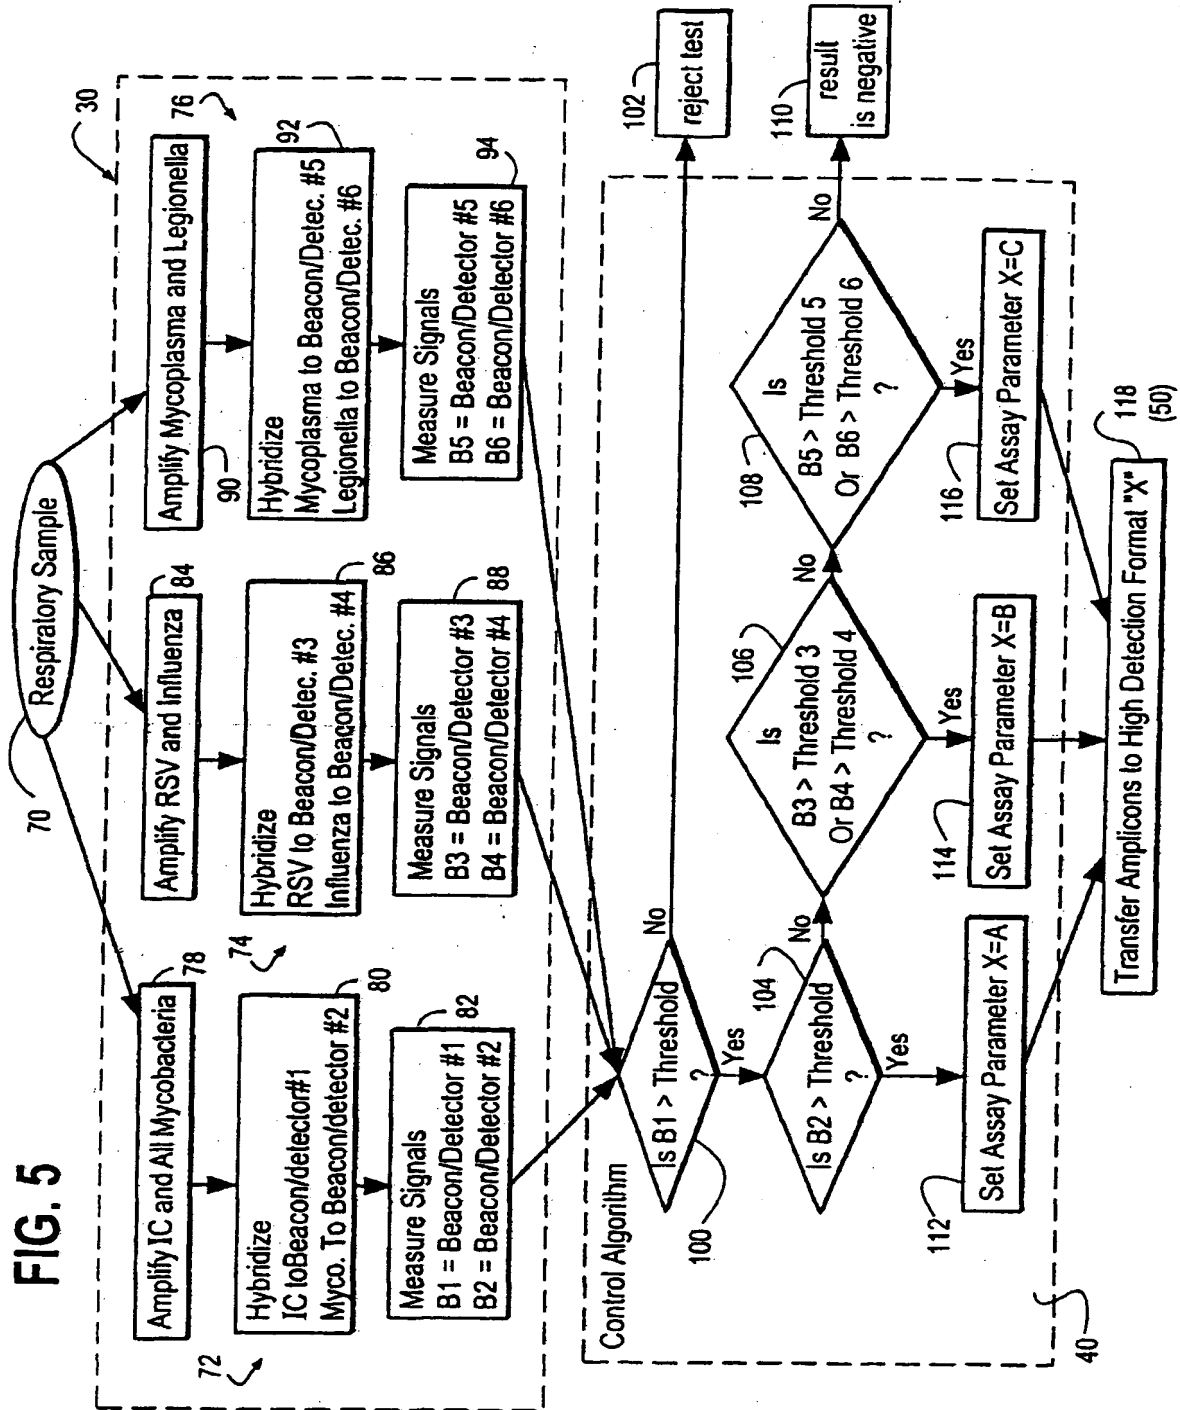 FIG. 5
70
Respiratory Sample
30
72
Amplify IC and All Mycobacteria
78
Hybridize
IC toBeacon/detector#1
Myco. To Beacon/detector #2
80
Measure Signals
B1 = Beacon/Detector #1
B2 = Beacon/Detector #2
82
74
Amplify RSV and Influenza
84
Hybridize
RSV to Beacon/Detec. #3
Influenza to Beacon/Detec. #4
86
Measure Signals
B3 = Beacon/Detector #3
B4 = Beacon/Detector #4
88
76
Amplify Mycoplasma and Legionella
90
Hybridize
Mycoplasma to Beacon/Detec. #5
Legionella to Beacon/Detec. #6
92
Measure Signals
B5 = Beacon/Detector #5
B6 = Beacon/Detector #6
94
Control Algorithm
40
Is B1 > Threshold
?
100
No
Yes
102
reject test
Is B2 > Threshold
?
104
No
Yes
Is
B3 > Threshold 3
Or B4 > Threshold 4
?
106
No
Yes
Is
B5 > Threshold 5
Or B6 > Threshold 6
?
108
No
Yes
110
result
is negative
112
Set Assay Parameter X=A
114
Set Assay Parameter X=B
116
Set Assay Parameter X=C
Transfer Amplicons to High Detection Format "X"
118
(50)